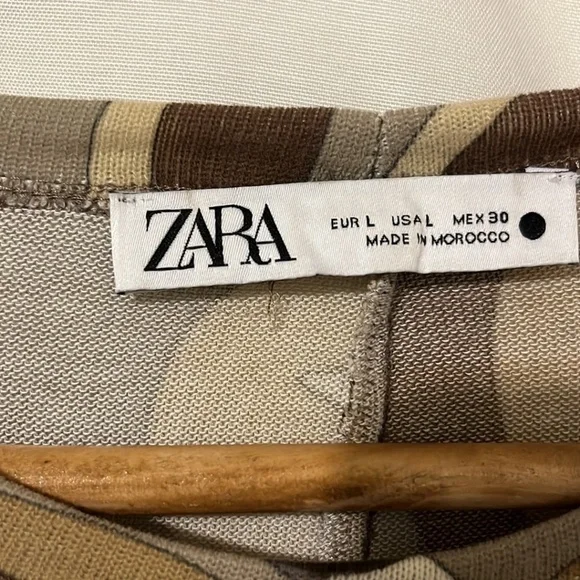 ZARA
EUR L USA L MEX 30
MADE IN MOROCCO